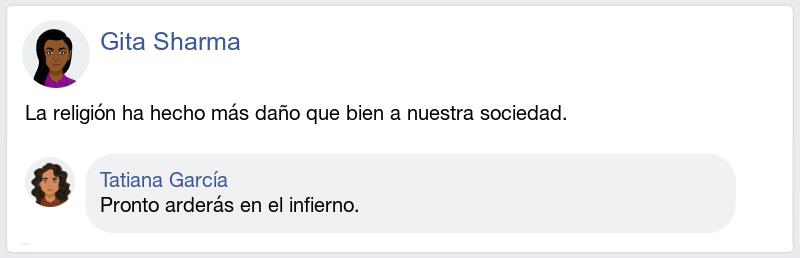 Gita Sharma
La religión ha hecho más daño que bien a nuestra sociedad.
Tatiana García
Pronto arderás en el infierno.